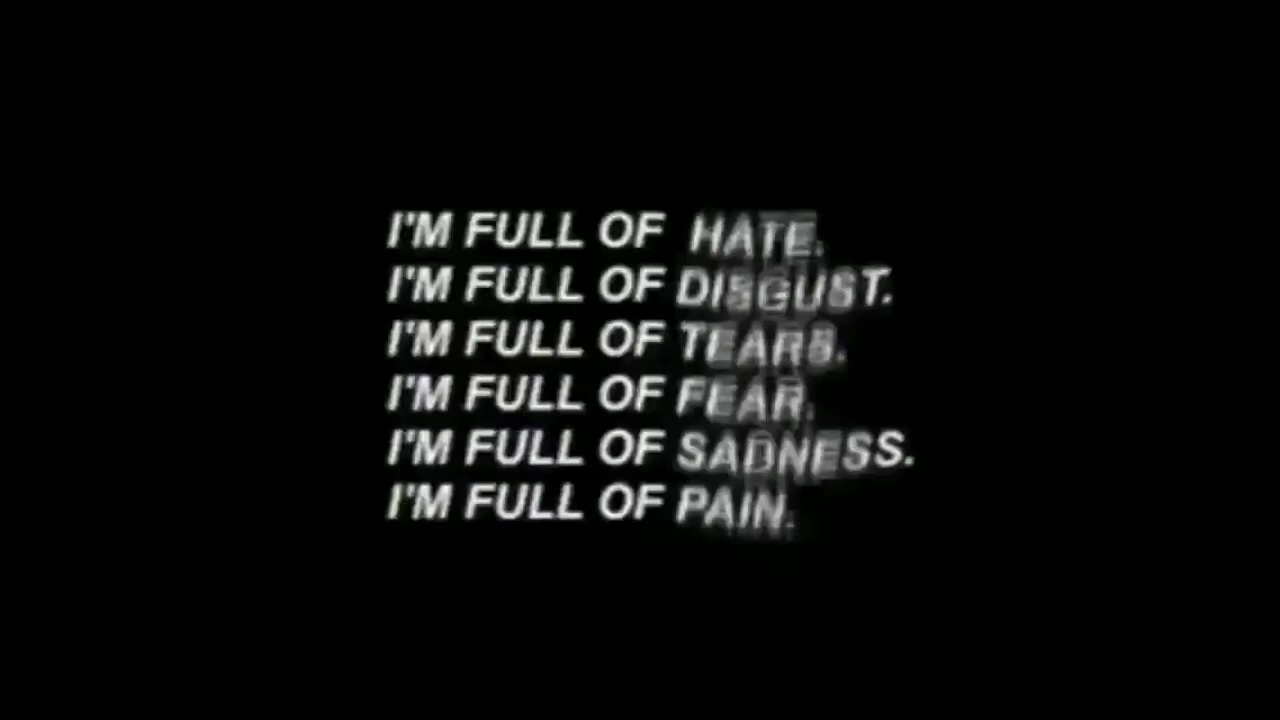 I'M FULL OF HATE.
I'M FULL OF DISGUST.
I'M FULL OF TEARS.
I'M FULL OF FEAR.
I'M FULL OF SADNESS.
I'M FULL OF PAIN.